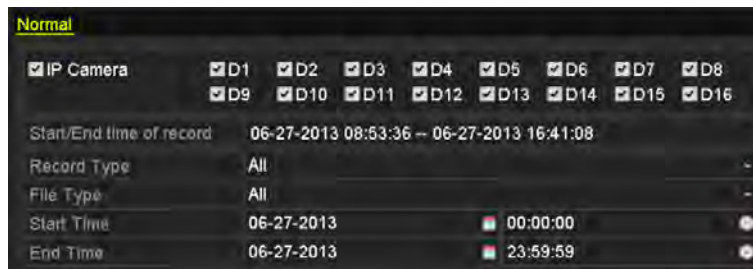 Normal
IP Camera D1 D2 D3 D4 D5 D6 D7 D8
D9 D10 D11 D12 D13 D14 D15 D16
Start/End time of record 06-27-2013 08:53:36 -- 06-27-2013 16:41:08
Record Type All
File Type All
Start Time 06-27-2013 00:00:00
End Time 06-27-2013 23:59:59